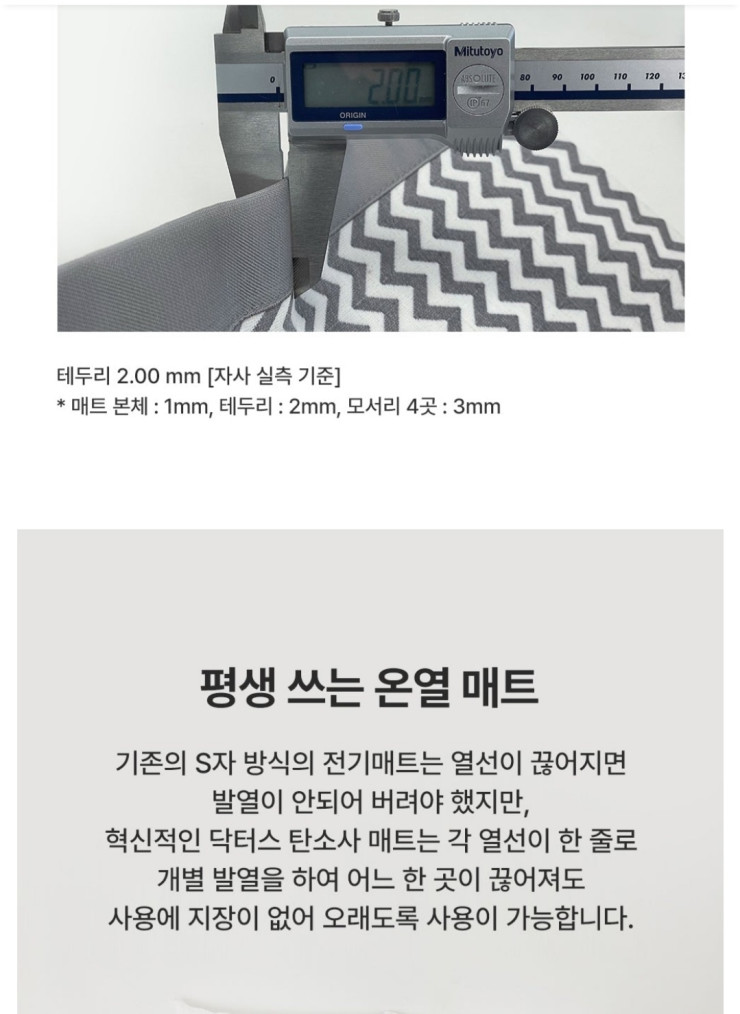 Mitutoyo
ABSOLUTE
IP67
0
2.00
80 90 100 110 120
ORIGIN
테두리 2.00 mm [자사 실측 기준]
* 매트 본체 : 1mm, 테두리 : 2mm, 모서리 4곳 : 3mm
평생 쓰는 온열 매트
기존의 S자 방식의 전기매트는 열선이 끊어지면
발열이 안되어 버려야 했지만,
혁신적인 닥터스 탄소사 매트는 각 열선이 한 줄로
개별 발열을 하여 어느 한 곳이 끊어져도
사용에 지장이 없어 오래도록 사용이 가능합니다.